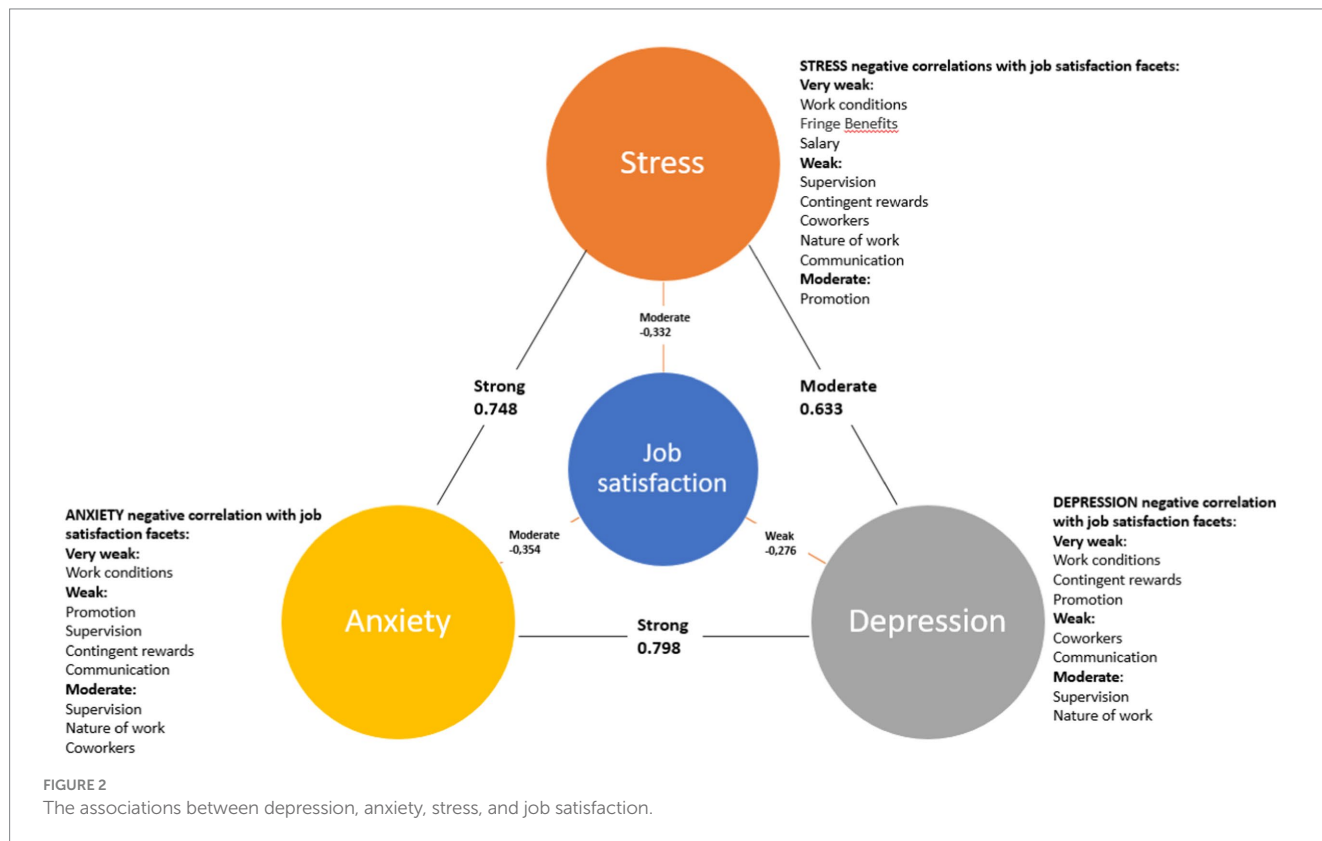 STRESS negative correlations with job satisfaction facets:
Very weak:
Work conditions
Fringe Benefits
Salary
Weak:
Supervision
Contingent rewards
Coworkers
Nature of work
Communication
Moderate:
Promotion
Stress
Moderate
-0,332
Strong
0.748
Moderate
0.633
Job
satisfaction
ANXIETY negative correlation with job
satisfaction facets:
Very weak:
Work conditions
Weak:
Promotion
Supervision
Contingent rewards
Communication
Moderate:
Supervision
Nature of work
Coworkers
Moderate
-0,354
Weak
-0,276
Anxiety
Strong
0.798
Depression
DEPRESSION negative correlation
with job satisfaction facets:
Very weak:
Work conditions
Contingent rewards
Promotion
Weak:
Coworkers
Communication
Moderate:
Supervision
Nature of work
FIGURE 2
The associations between depression, anxiety, stress, and job satisfaction.